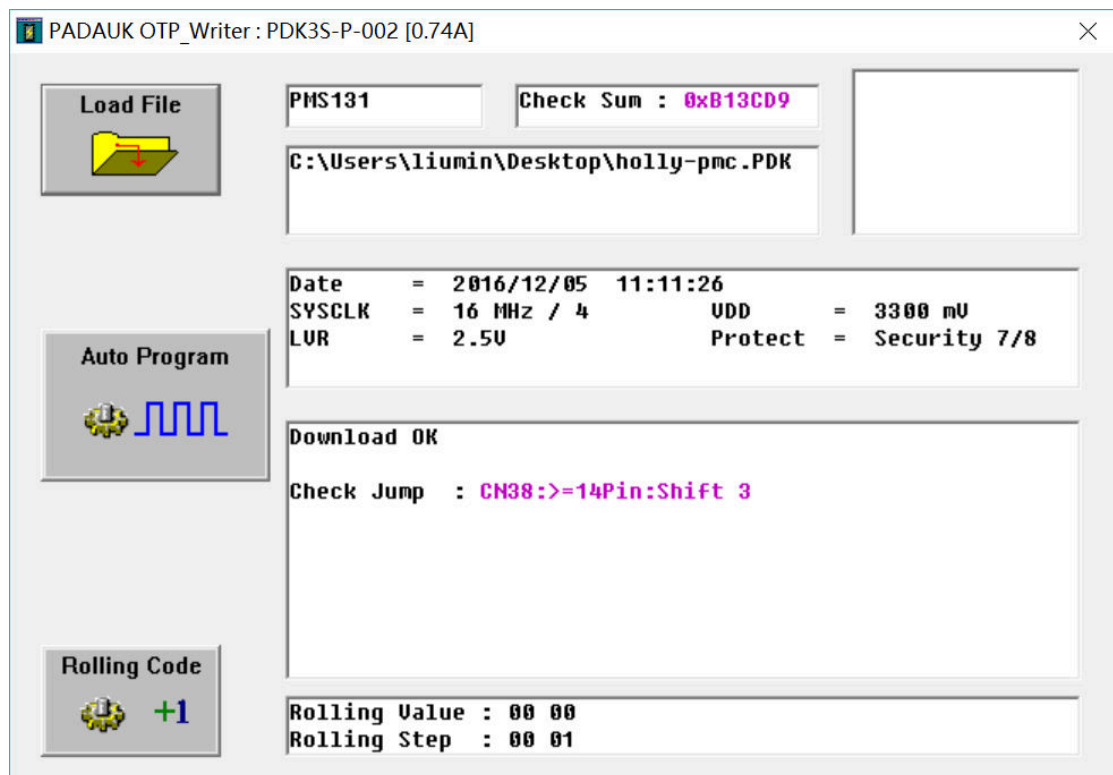 PADAUK OTP_Writer : PDK3S-P-002 [0.74A]
Load File
PMS131
Check Sum : 0xB13CD9
C:\Users\liumin\Desktop\holly-pmc.PDK
Date = 2016/12/05 11:11:26
SYSCLK = 16 MHz / 4 VDD = 3300 mV
LVR = 2.5V Protect = Security 7/8
Auto Program
Download OK
Check Jump : CN38:>=14Pin:Shift 3
Rolling Code
+1
Rolling Value : 00 00
Rolling Step : 00 01